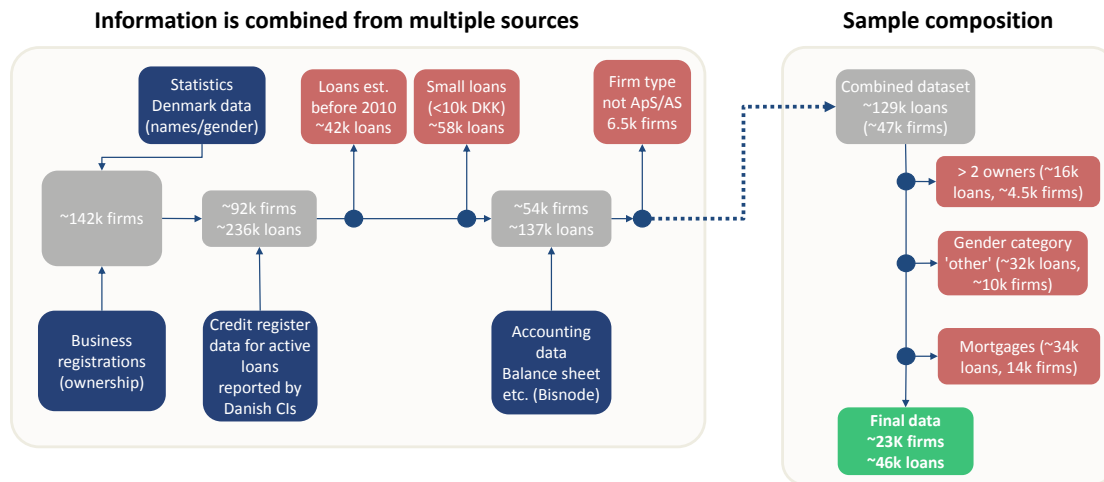 Information is combined from multiple sources
Sample composition
Statistics
Denmark data
(names/gender)
Loans est.
before 2010
~42k loans
Small loans
(<10k DKK)
~58k loans
Firm type
not ApS/AS
6.5k firms
~142k firms
~92k firms
~236k loans
~54k firms
~137k loans
Business
registrations
(ownership)
Credit register
data for active
loans
reported by
Danish CIs
Accounting
data
Balance sheet
etc. (Bisnode)
Combined dataset
~129k loans
(~47k firms)
> 2 owners (~16k
loans, ~4.5k firms)
Gender category
'other' (~32k loans,
~10k firms)
Mortgages (~34k
loans, 14k firms)
Final data
~23K firms
~46k loans